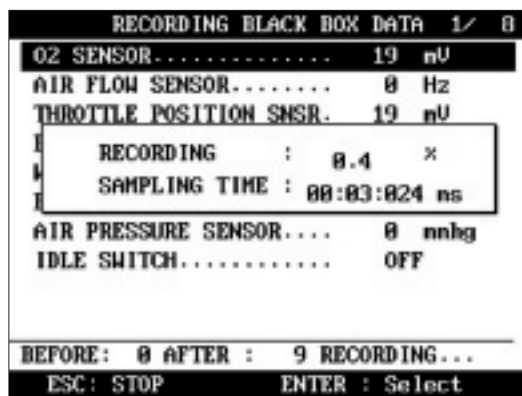 RECORDING BLACK BOX DATA 1/ 8
O2 SENSOR............... 19 mV
AIR FLOW SENSOR........ 0 Hz
THROTTLE POSITION SNSR. 19 mV
RECORDING : 0.4 %
SAMPLING TIME : 00:03:024 ms
AIR PRESSURE SENSOR.... 0 mmhg
IDLE SWITCH............ OFF
BEFORE: 0 AFTER : 9 RECORDING...
ESC: STOP ENTER : Select